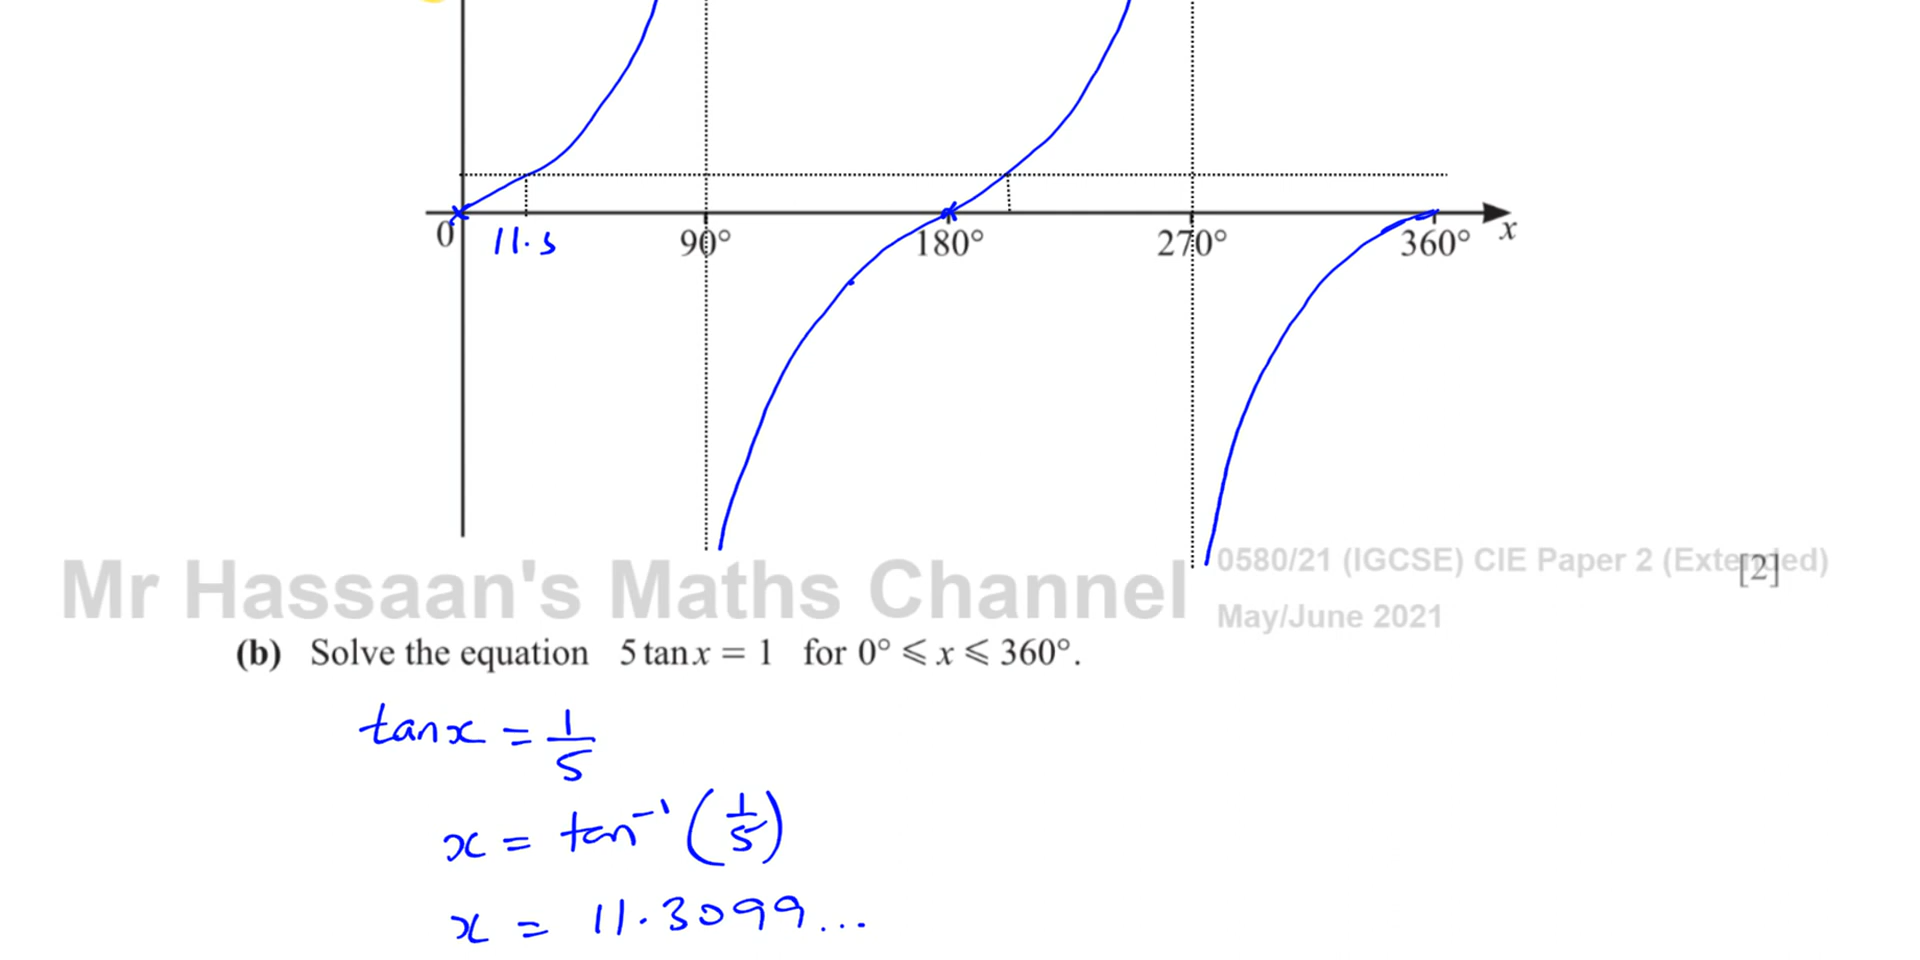 0 11.3 90° 180° 270° 360° x
[2]
Mr Hassaan's Maths Channel
0580/21 (IGCSE) CIE Paper 2 (Extended)
May/June 2021
(b) Solve the equation 5 tan x = 1 for 0° ⩽ x ⩽ 360°.
tan x = 1/5
x = tan⁻¹ (1/5)
x = 11.3099...